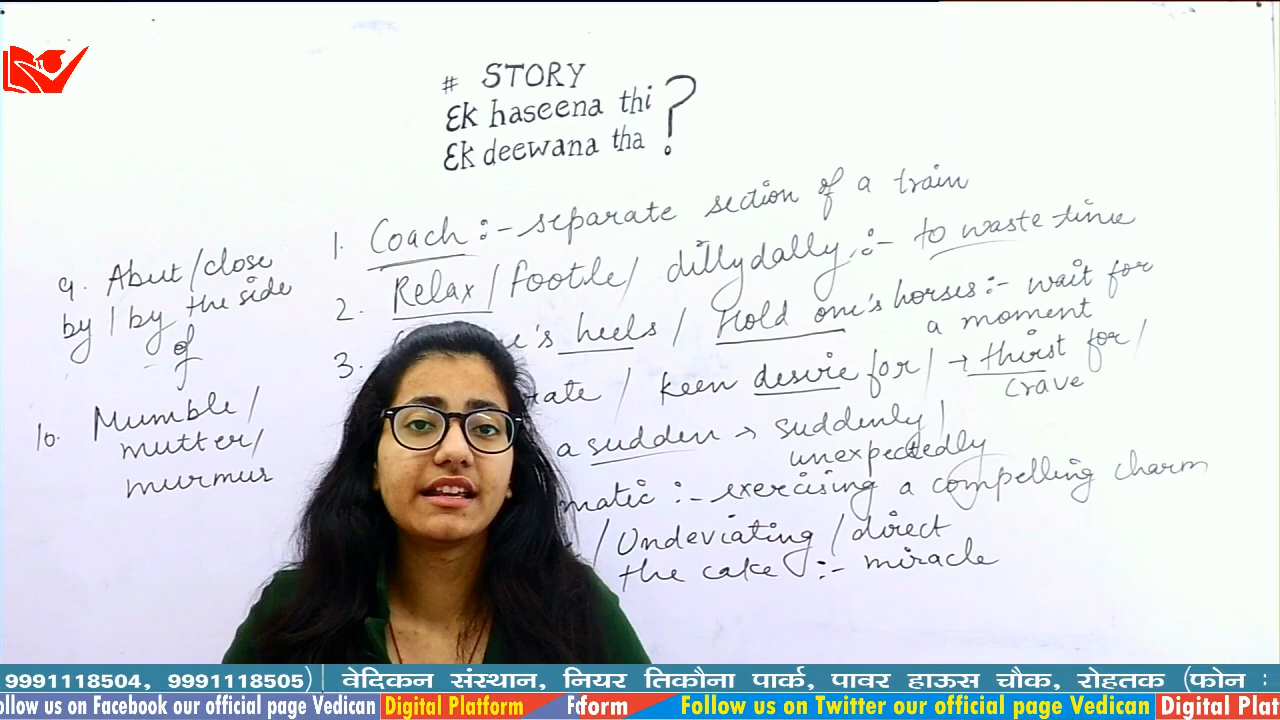 # STORY
Ek haseena thi
Ek deewana tha ?
1. Coach :- separate section of a train
2. Relax / footle / dillydally :- to waste time
3. heels / Hold one's horses :- wait for
a moment
/ keen desire for / → thirst for /
crave
a sudden → suddenly /
unexpectedly
:- exercising a compelling charm
/ Undeviating / direct
the cake :- miracle
9. Abut / close
by / by the side
of
10. Mumble /
mutter /
murmur
9991118504, 9991118505) वेदिकन संस्थान, नियर तिकौना पार्क, पावर हाऊस चौक, रोहतक (फोन :
ollow us on Facebook our official page Vedican Digital Platform Follow us on Twitter our official page Vedican Digital Plat